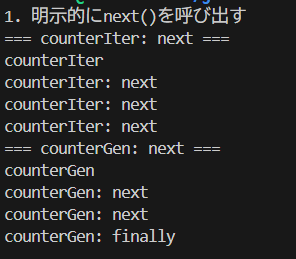 1. 明示的にnext()を呼び出す
=== counterIter: next ===
counterIter
counterIter: next
counterIter: next
counterIter: next
=== counterGen: next ===
counterGen
counterGen: next
counterGen: next
counterGen: finally